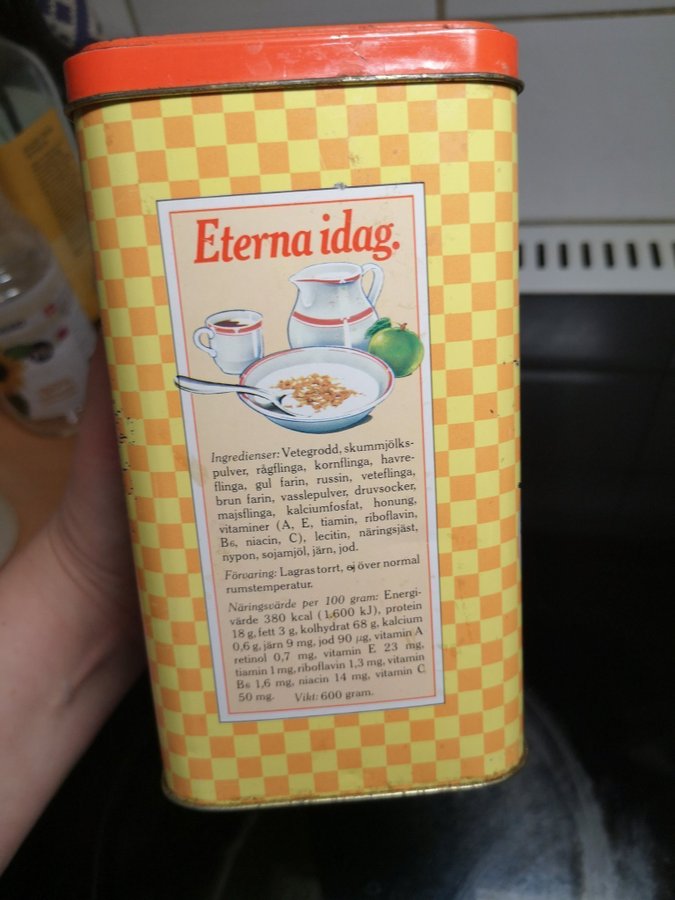 Eterna idag.
Ingredienser: Vetegrodd, skummjölks-
pulver, rågflinga, kornflinga, havre-
flinga, gul farin, russin, veteflinga,
brun farin, vasslepulver, druvsocker,
majsflinga, kalciumfosfat, honung,
vitaminer (A, E, tiamin, riboflavin,
B6, niacin, C), lecitin, näringsjäst,
nypon, sojamjöl, järn, jod.
Förvaring: Lagras torrt, ej över normal
rumstemperatur.
Näringsvärde per 100 gram: Energi-
värde 380 kcal (1.600 kJ), protein
18 g, fett 3 g, kolhydrat 68 g, kalcium
0,6 g, järn 9 mg, jod 90 µg, vitamin A
retinol 0,7 mg, vitamin E 23 mg,
tiamin 1 mg, riboflavin 1,3 mg, vitamin
B6 1,6 mg, niacin 14 mg, vitamin C
50 mg. Vikt: 600 gram.